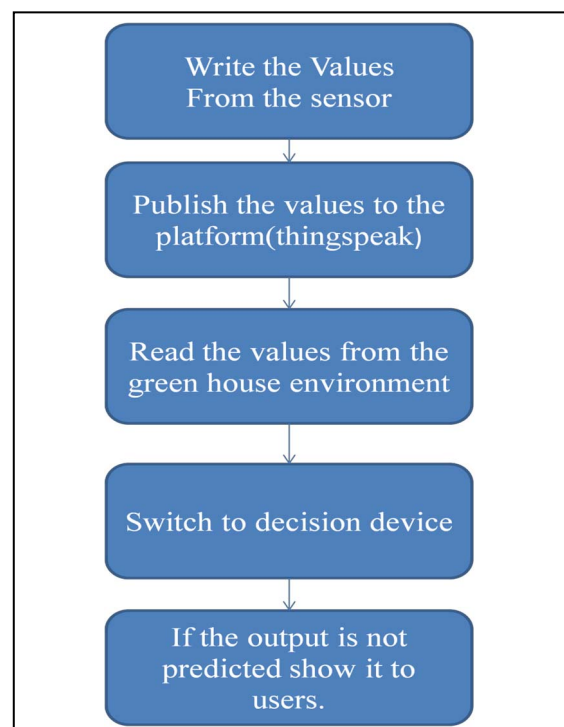 Write the Values
From the sensor
Publish the values to the
platform(thingspeak)
Read the values from the
green house environment
Switch to decision device
If the output is not
predicted show it to
users.